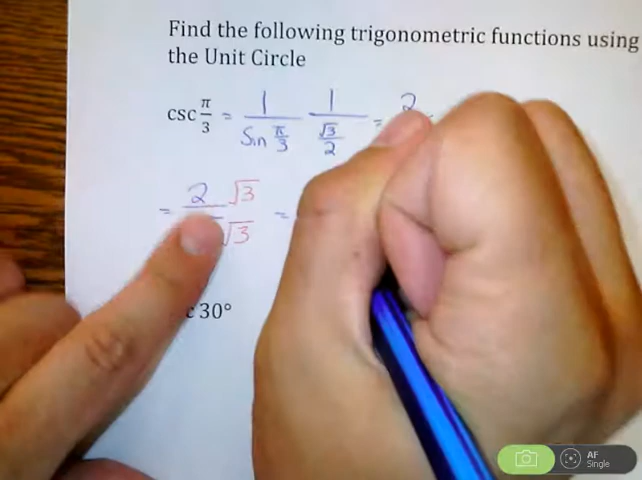 Find the following trigonometric functions using
the Unit Circle
csc π/3 = 1/(Sin π/3) 1/(√3/2) = 2
= 2 √3 / √3 =
c 30°
AF
Single